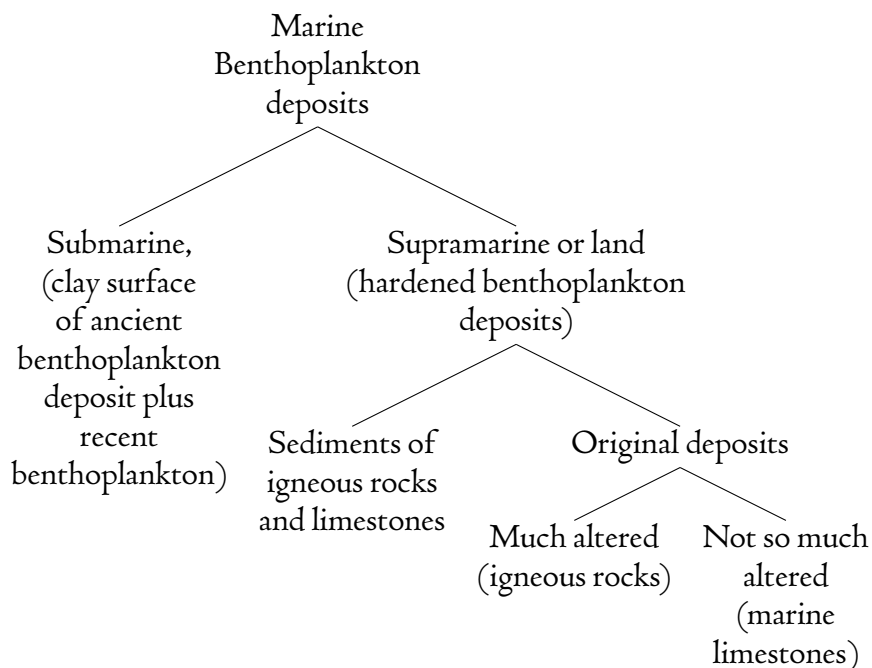 Marine
Benthoplankton
deposits
Submarine,
(clay surface
of ancient
benthoplankton
deposit plus
recent
benthoplankton)
Supramarine or land
(hardened benthoplankton
deposits)
Sediments of
igneous rocks
and limestones
Original deposits
Much altered
(igneous rocks)
Not so much
altered
(marine
limestones)